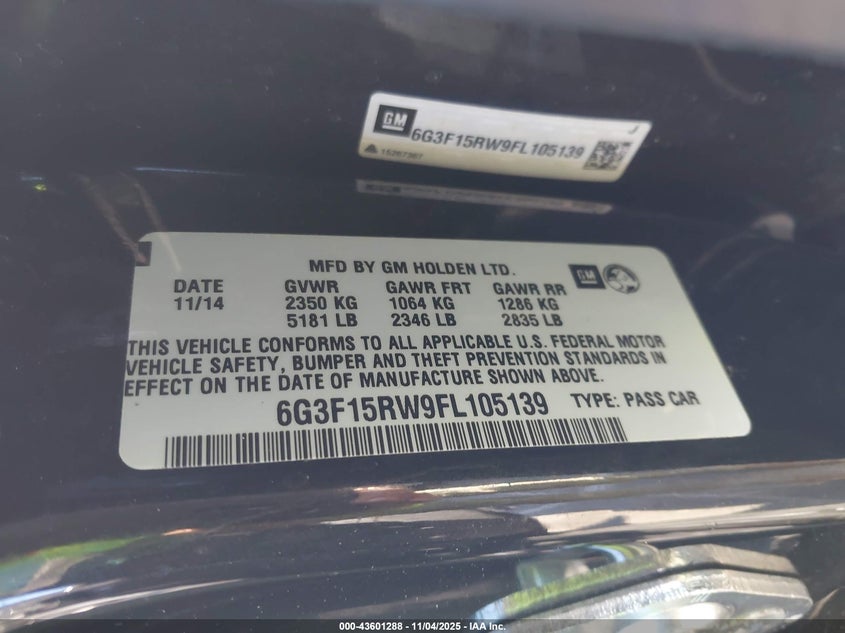 GM
6G3F15RW9FL105139
J
15267367
MFD BY GM HOLDEN LTD.
GM
DATE GVWR GAWR FRT GAWR RR
11/14 2350 KG 1064 KG 1286 KG
5181 LB 2346 LB 2835 LB
THIS VEHICLE CONFORMS TO ALL APPLICABLE U.S. FEDERAL MOTOR
VEHICLE SAFETY, BUMPER AND THEFT PREVENTION STANDARDS IN
EFFECT ON THE DATE OF MANUFACTURE SHOWN ABOVE.
6G3F15RW9FL105139 TYPE: PASS CAR
000-43601288 - 11/04/2025 - IAA Inc.